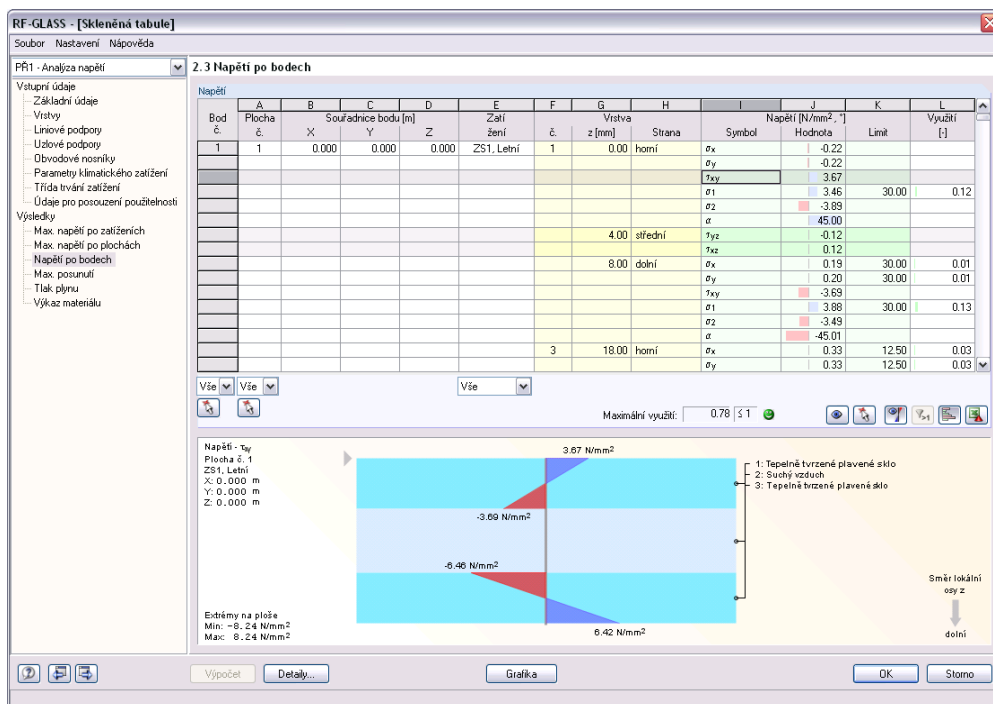 RF-GLASS - [Skleněná tabule]
Soubor Nastavení Nápověda
PŘ1 - Analýza napětí
Vstupní údaje
Základní údaje
Vrstvy
Liniové podpory
Uzlové podpory
Obvodové nosníky
Parametry klimatického zatížení
Třída trvání zatížení
Údaje pro posouzení použitelnosti
Výsledky
Max. napětí po zatíženích
Max. napětí po plochách
Napětí po bodech
Max. posunutí
Tlak plynu
Výkaz materiálu
2.3 Napětí po bodech
Napětí
A B C D E F G H I J K L
Bod Plocha Souřadnice bodu [m] Zatí Vrstva Napětí [N/mm², °] Využití
č. č. X Y Z žení č. z [mm] Strana Symbol Hodnota Limit [-]
1 1 0.000 0.000 0.000 ZS1, Letní 1 0.00 horní σx -0.22
σy -0.22
τxy 3.67
σ1 3.46 30.00 0.12
σ2 -3.89
α 45.00
4.00 střední τyz -0.12
τxz 0.12
8.00 dolní σx 0.19 30.00 0.01
σy 0.20 30.00 0.01
τxy -3.69
σ1 3.88 30.00 0.13
σ2 -3.49
α -45.01
3 18.00 horní σx 0.33 12.50 0.03
σy 0.33 12.50 0.03
Vše Vše Vše
Maximální využití: 0.78 ≤ 1
Napětí - τxy
Plocha č. 1
ZS1, Letní
X: 0.000 m
Y: 0.000 m
Z: 0.000 m
3.67 N/mm²
-3.69 N/mm²
-6.46 N/mm²
6.42 N/mm²
1: Tepelně tvrzené plavené sklo
2: Suchý vzduch
3: Tepelně tvrzené plavené sklo
Extrémy na ploše
Min: -8.24 N/mm²
Max: 8.24 N/mm²
Směr lokální
osy z
dolní
Výpočet Detaily... Grafika OK Storno